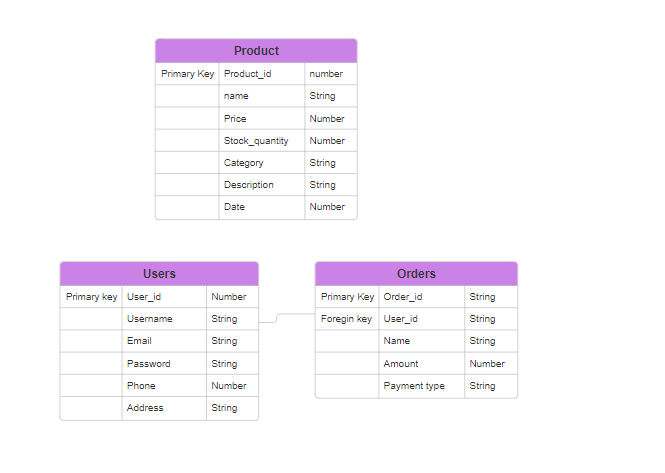 Product
Primary Key Product_id number
name String
Price Number
Stock_quantity Number
Category String
Description String
Date Number
Users
Primary key User_id Number
Username String
Email String
Password String
Phone Number
Address String
Orders
Primary Key Order_id String
Foregin key User_id String
Name String
Amount Number
Payment type String